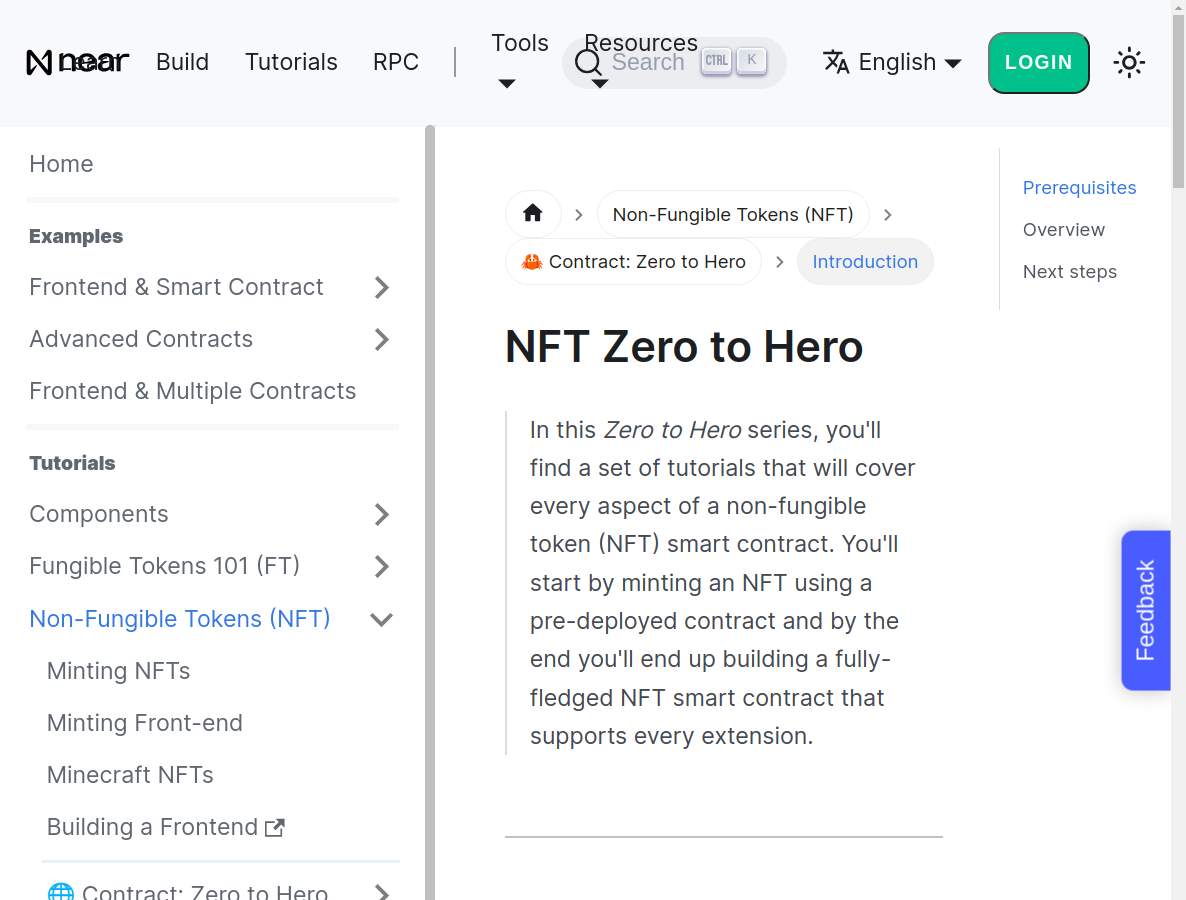 near
Learn
Build
Tutorials
RPC
Tools
Resources
Search
CTRL
K
English
LOGIN
Home
Examples
Frontend & Smart Contract
Advanced Contracts
Frontend & Multiple Contracts
Tutorials
Components
Fungible Tokens 101 (FT)
Non-Fungible Tokens (NFT)
Minting NFTs
Minting Front-end
Minecraft NFTs
Building a Frontend
Contract: Zero to Hero
Non-Fungible Tokens (NFT)
Contract: Zero to Hero
Introduction
NFT Zero to Hero
In this Zero to Hero series, you'll
find a set of tutorials that will cover
every aspect of a non-fungible
token (NFT) smart contract. You'll
start by minting an NFT using a
pre-deployed contract and by the
end you'll end up building a fully-
fledged NFT smart contract that
supports every extension.
Prerequisites
Overview
Next steps
Feedback